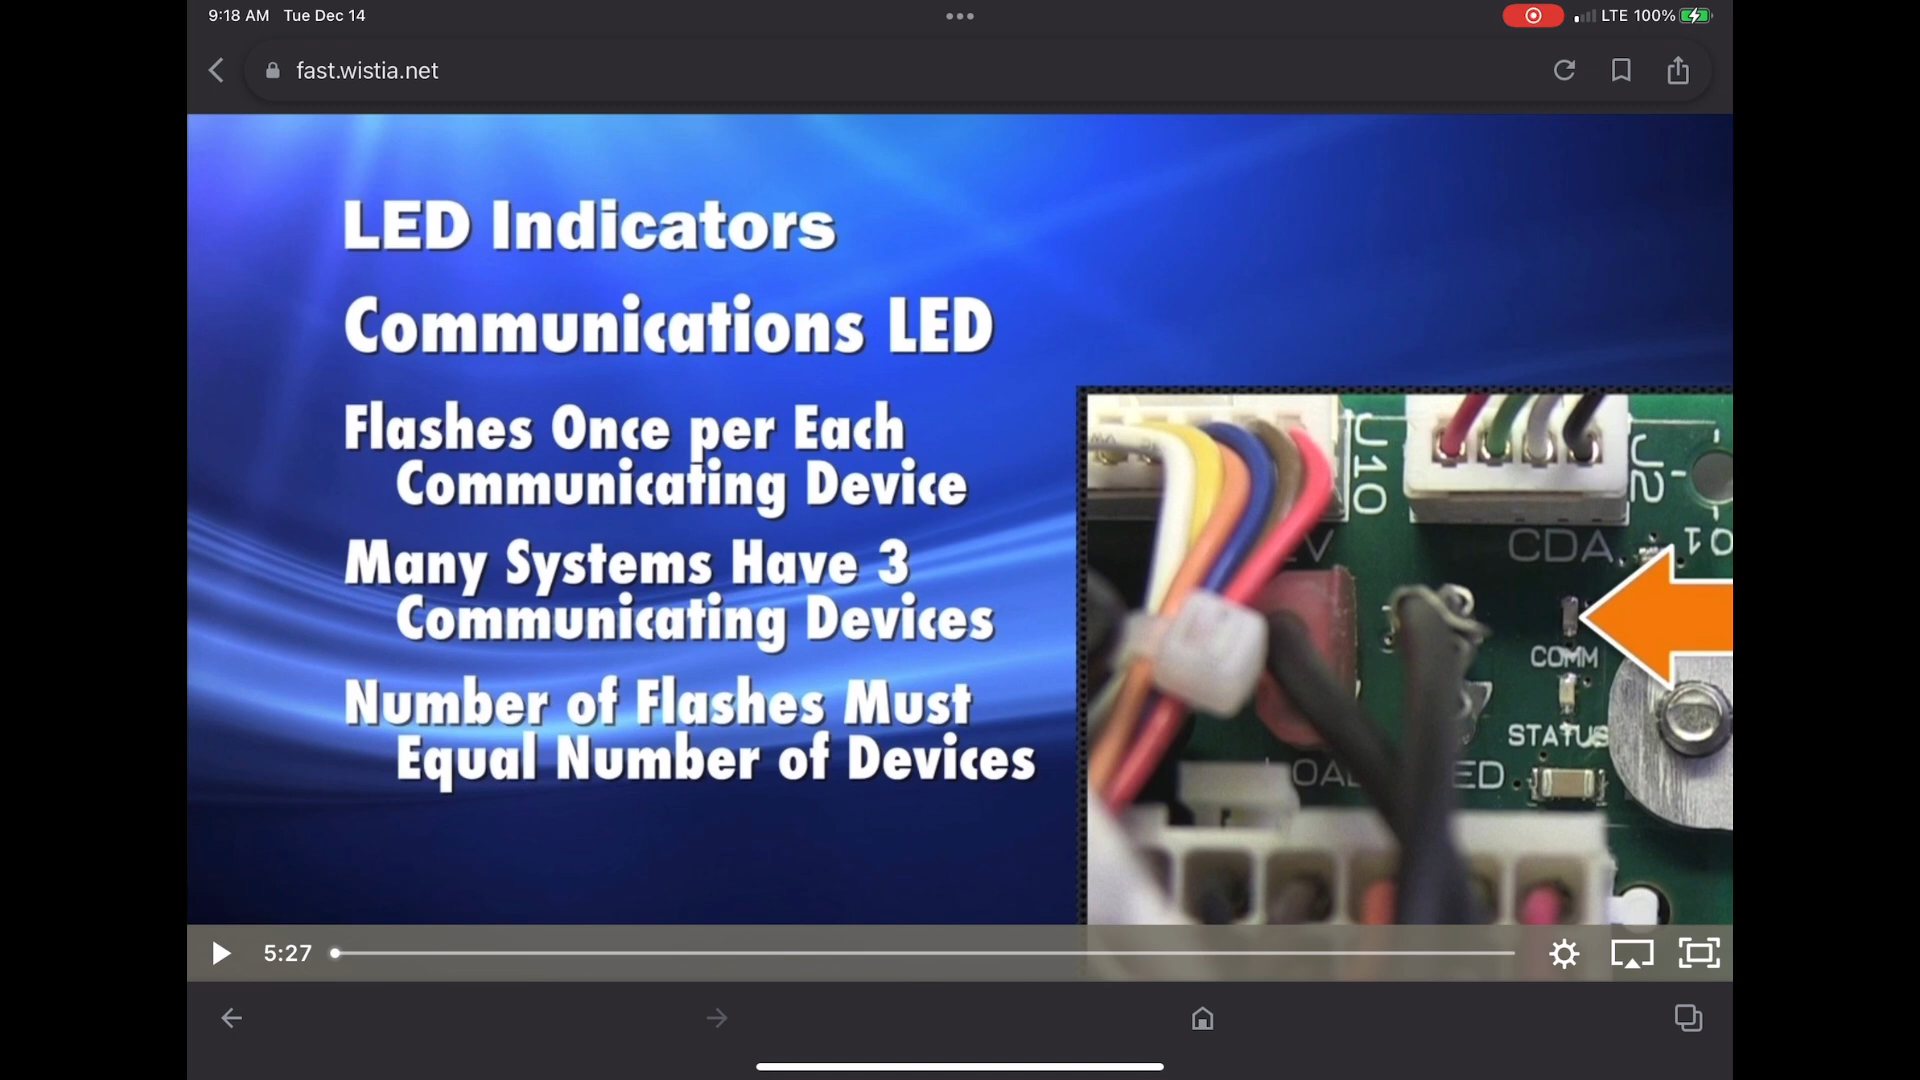 9:18 AM Tue Dec 14
LTE 100%
fast.wistia.net
LED Indicators
Communications LED
Flashes Once per Each
Communicating Device
Many Systems Have 3
Communicating Devices
Number of Flashes Must
Equal Number of Devices
J10
J2
CDA
COMM
STATUS
5:27